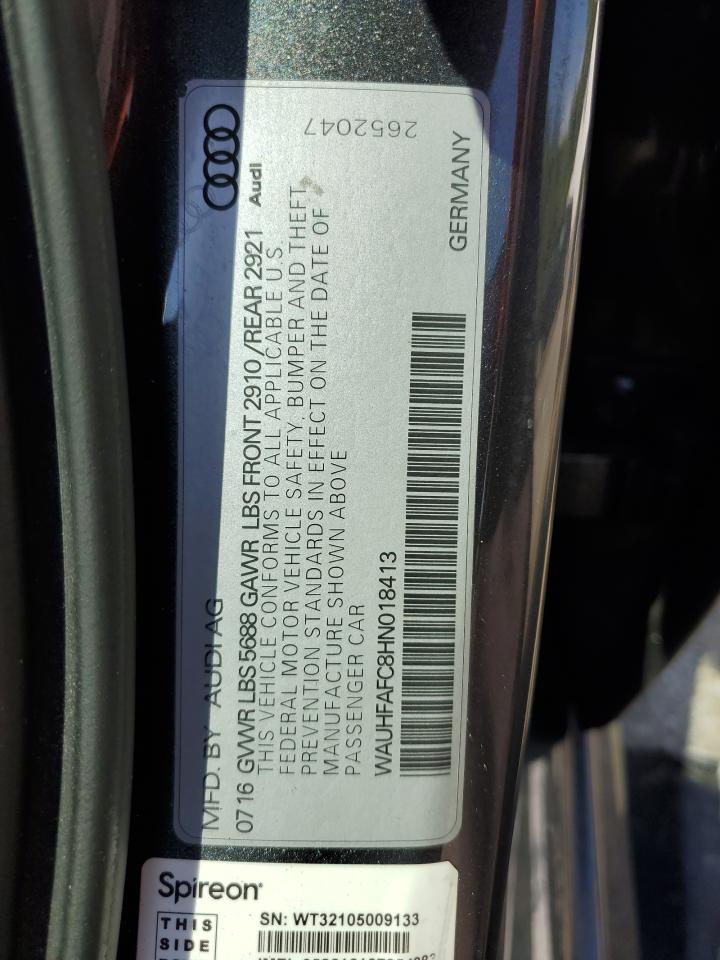 2652047
MFD. BY AUDI AG Audi
0716 GVWR LBS 5688 GAWR LBS FRONT 2910 /REAR 2921
THIS VEHICLE CONFORMS TO ALL APPLICABLE U.S.
FEDERAL MOTOR VEHICLE SAFETY, BUMPER AND THEFT
PREVENTION STANDARDS IN EFFECT ON THE DATE OF
MANUFACTURE SHOWN ABOVE
PASSENGER CAR
WAUHFAFC8HN018413
GERMANY
Spireon
SN: WT32105009133
THIS
SIDE